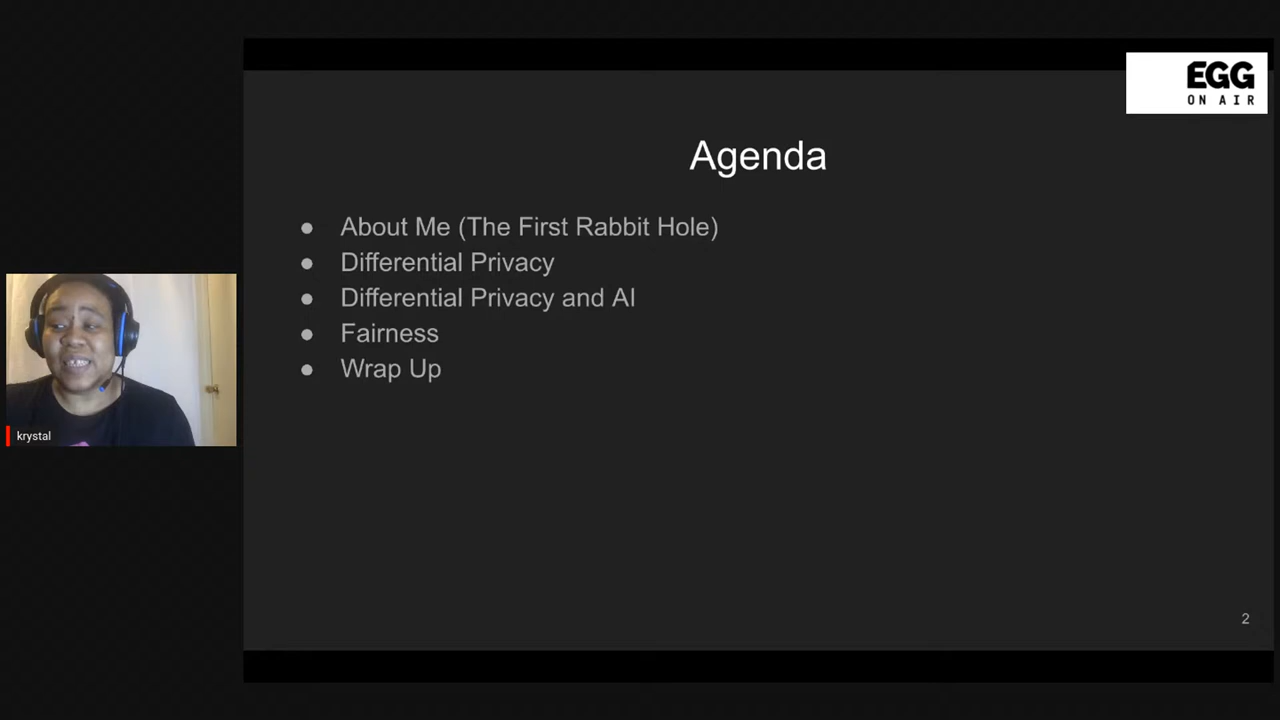 EGG
ON AIR
Agenda
● About Me (The First Rabbit Hole)
● Differential Privacy
● Differential Privacy and AI
● Fairness
● Wrap Up
krystal
2